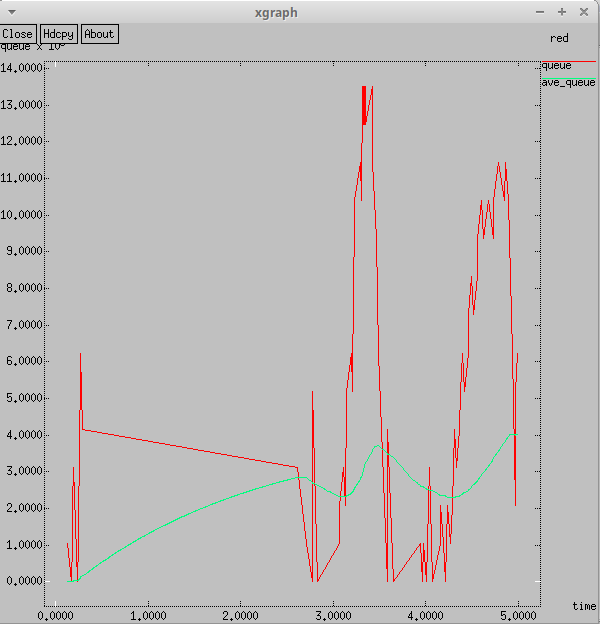 xgraph
Close Hdcpy About
queue x 10³
red
queue
ave_queue
14.0000
13.0000
12.0000
11.0000
10.0000
9.0000
8.0000
7.0000
6.0000
5.0000
4.0000
3.0000
2.0000
1.0000
0.0000
time
0.0000 1.0000 2.0000 3.0000 4.0000 5.0000